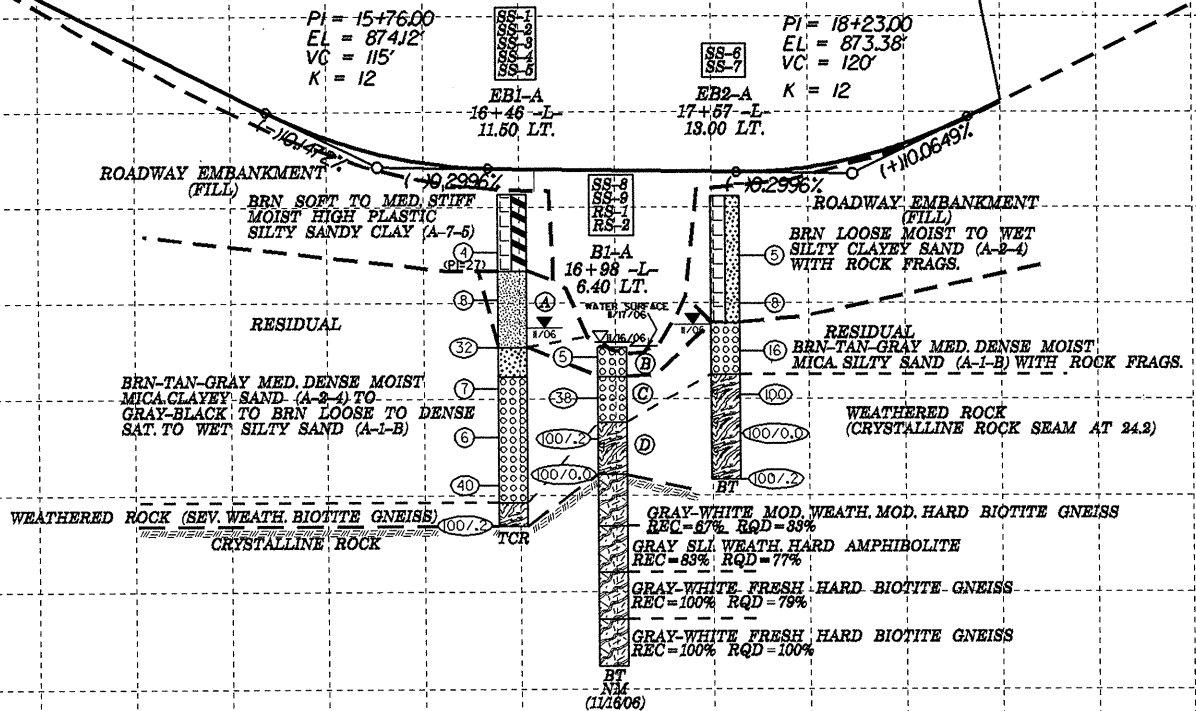 PI = 15+76.00
EL = 874.12'
VC = 115'
K = 12
SS-1
SS-2
SS-3
SS-4
SS-5
EB1-A
16+46 -L-
11.50 LT.
SS-6
SS-7
EB2-A
17+57 -L-
13.00 LT.
PI = 18+23.00
EL = 873.38'
VC = 120'
K = 12
(-)10.1472%
(-)0.2996%
(-)0.2996%
(+)10.0649%
ROADWAY EMBANKMENT
(FILL)
BRN SOFT TO MED. STIFF
MOIST HIGH PLASTIC
SILTY SANDY CLAY (A-7-5)
4
(PI=27)
8
A
32
7
6
40
100/.2
TCR
11/06
SS-8
SS-9
RS-1
RS-2
B1-A
16+98 -L-
6.40 LT.
WATER SURFACE
11/17/06
11/16/06
11/06
5
B
38
C
100/.2
D
100/0.0
ROADWAY EMBANKMENT
(FILL)
BRN LOOSE MOIST TO WET
SILTY CLAYEY SAND (A-2-4)
WITH ROCK FRAGS.
5
8
16
100
100/0.0
100/.2
BT
RESIDUAL
BRN-TAN-GRAY MED. DENSE MOIST
MICA. CLAYEY SAND (A-2-4) TO
GRAY-BLACK TO BRN LOOSE TO DENSE
SAT. TO WET SILTY SAND (A-1-B)
RESIDUAL
BRN-TAN-GRAY MED. DENSE MOIST
MICA. SILTY SAND (A-1-B) WITH ROCK FRAGS.
WEATHERED ROCK
(CRYSTALLINE ROCK SEAM AT 24.2)
WEATHERED ROCK (SEV. WEATH. BIOTITE GNEISS)
CRYSTALLINE ROCK
GRAY-WHITE MOD. WEATH. MOD. HARD BIOTITE GNEISS
REC=67% RQD=33%
GRAY SLI. WEATH. HARD AMPHIBOLITE
REC=83% RQD=77%
GRAY-WHITE FRESH HARD BIOTITE GNEISS
REC=100% RQD=79%
GRAY-WHITE FRESH HARD BIOTITE GNEISS
REC=100% RQD=100%
BT
NM
(11/16/06)